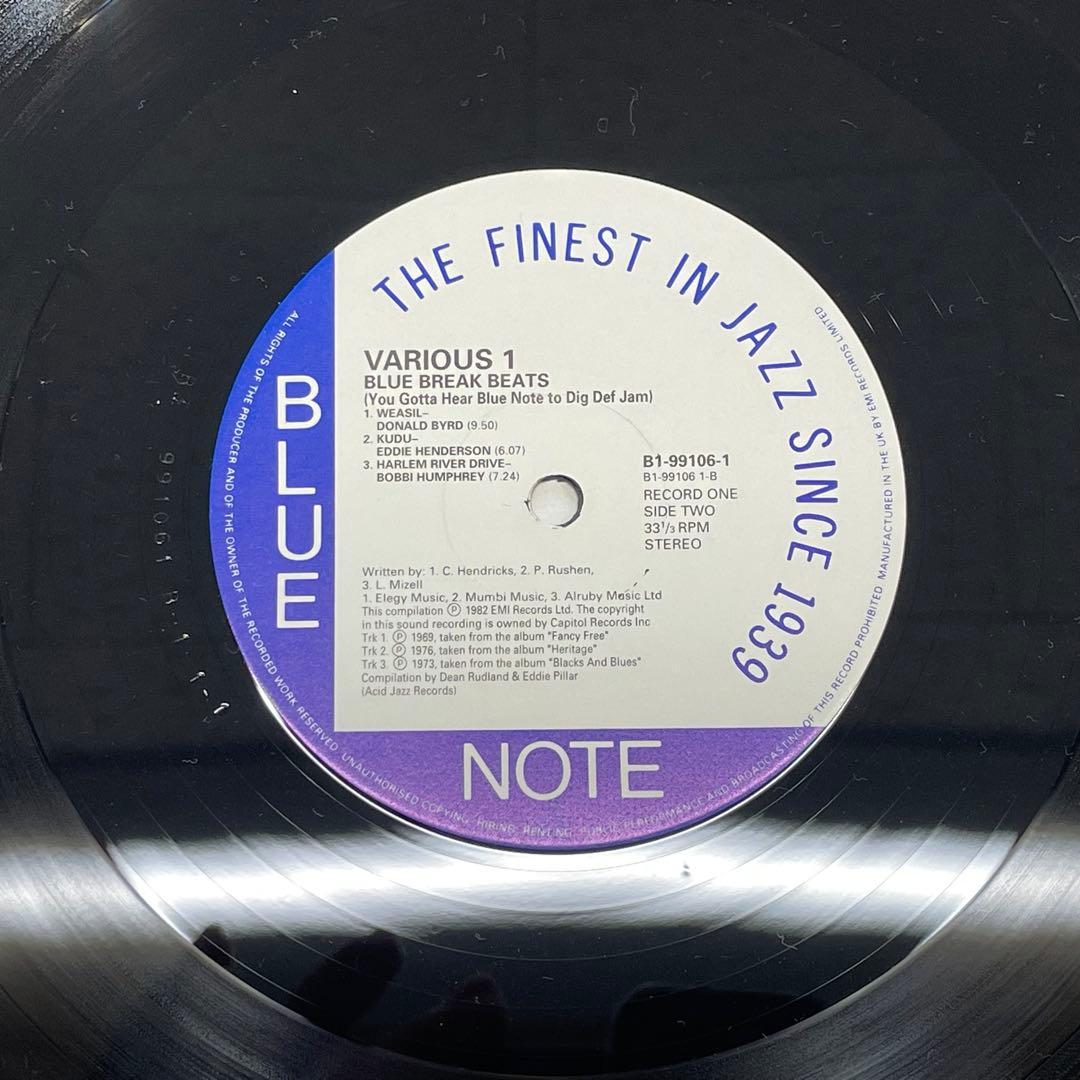 THE FINEST IN JAZZ SINCE 1939
BLUE
NOTE
VARIOUS 1
BLUE BREAK BEATS
(You Gotta Hear Blue Note to Dig Def Jam)
1. WEASIL–
DONALD BYRD (9.50)
2. KUDU–
EDDIE HENDERSON (6.07)
3. HARLEM RIVER DRIVE–
BOBBI HUMPHREY (7.24)
B1-99106-1
B1-99106 1-B
RECORD ONE
SIDE TWO
33⅓ RPM
STEREO
Written by: 1. C. Hendricks, 2. P. Rushen,
3. L. Mizell
1. Elegy Music, 2. Mumbi Music, 3. Alruby Music Ltd
This compilation ℗ 1982 EMI Records Ltd. The copyright
in this sound recording is owned by Capitol Records Inc
Trk 1. ℗ 1969, taken from the album "Fancy Free"
Trk 2. ℗ 1976, taken from the album "Heritage"
Trk 3. ℗ 1973, taken from the album "Blacks And Blues"
Compilation by Dean Rudland & Eddie Pillar
(Acid Jazz Records)
ALL RIGHTS OF THE PRODUCER AND OF THE OWNER OF THE RECORDED WORK RESERVED. UNAUTHORISED COPYING, HIRING, RENTING, PUBLIC PERFORMANCE AND BROADCASTING OF THIS RECORD PROHIBITED. MANUFACTURED IN THE UK BY EMI RECORDS LIMITED